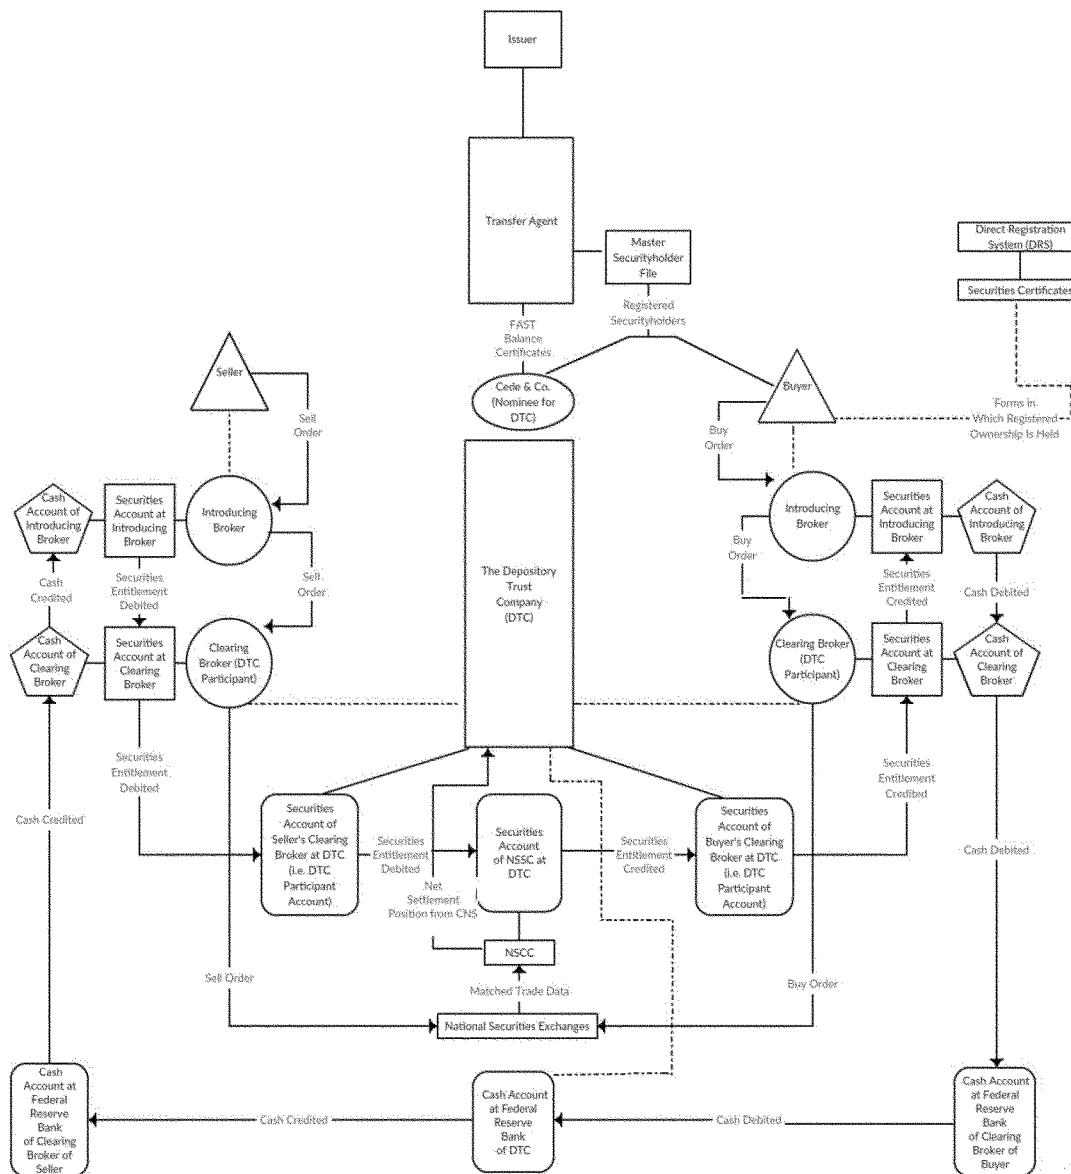 Issuer
Transfer Agent
Master
Securityholder
File
Direct Registration
System (DRS)
Securities Certificates
Registered
Securityholders
FAST
Balance
Certificates
Seller
Sell
Order
Cede & Co.
(Nominee for
DTC)
Buyer
Buy
Order
Forms in
Which Registered
Ownership Is Held
Cash
Account of
Introducing
Broker
Securities
Account at
Introducing
Broker
Introducing
Broker
Introducing
Broker
Securities
Account at
Introducing
Broker
Cash
Account of
Introducing
Broker
Cash
Credited
Securities
Entitlement
Debited
Sell
Order
The Depository
Trust
Company
(DTC)
Buy
Order
Securities
Entitlement
Credited
Cash Debited
Cash
Account of
Clearing
Broker
Securities
Account at
Clearing
Broker
Clearing
Broker (DTC
Participant)
Clearing Broker
(DTC
Participant)
Securities
Account at
Clearing
Broker
Cash
Account of
Clearing
Broker
Securities
Entitlement
Debited
Securities
Entitlement
Credited
Cash Credited
Securities
Account of
Seller's Clearing
Broker at DTC
(i.e. DTC
Participant
Account)
Securities
Entitlement
Debited
Securities
Account
of NSSC at
DTC
Securities
Entitlement
Credited
Securities
Account of
Buyer's Clearing
Broker at DTC
(i.e. DTC
Participant
Account)
Cash Debited
Net
Settlement
Position from CNS
NSCC
Sell Order
Matched Trade Data
Buy Order
National Securities Exchanges
Cash
Account at
Federal
Reserve
Bank
of Clearing
Broker of
Seller
Cash Credited
Cash Account
at Federal
Reserve
Bank
of DTC
Cash Debited
Cash Account
at Federal
Reserve
Bank
of Clearing
Broker of
Buyer